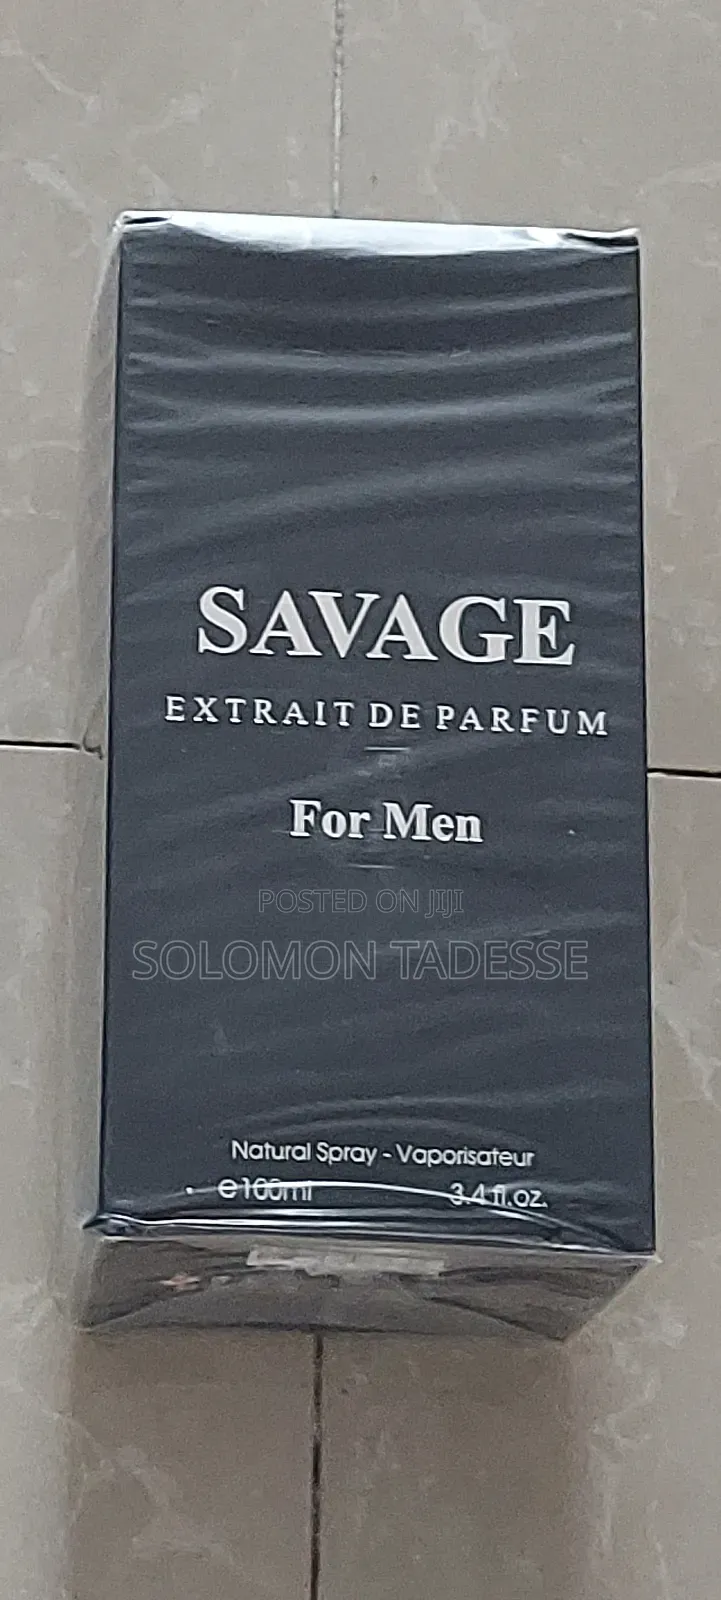 SAVAGE
EXTRAIT DE PARFUM
For Men
POSTED ON JIJI
SOLOMON TADESSE
Natural Spray - Vaporisateur
e100ml 3.4 fl.oz.